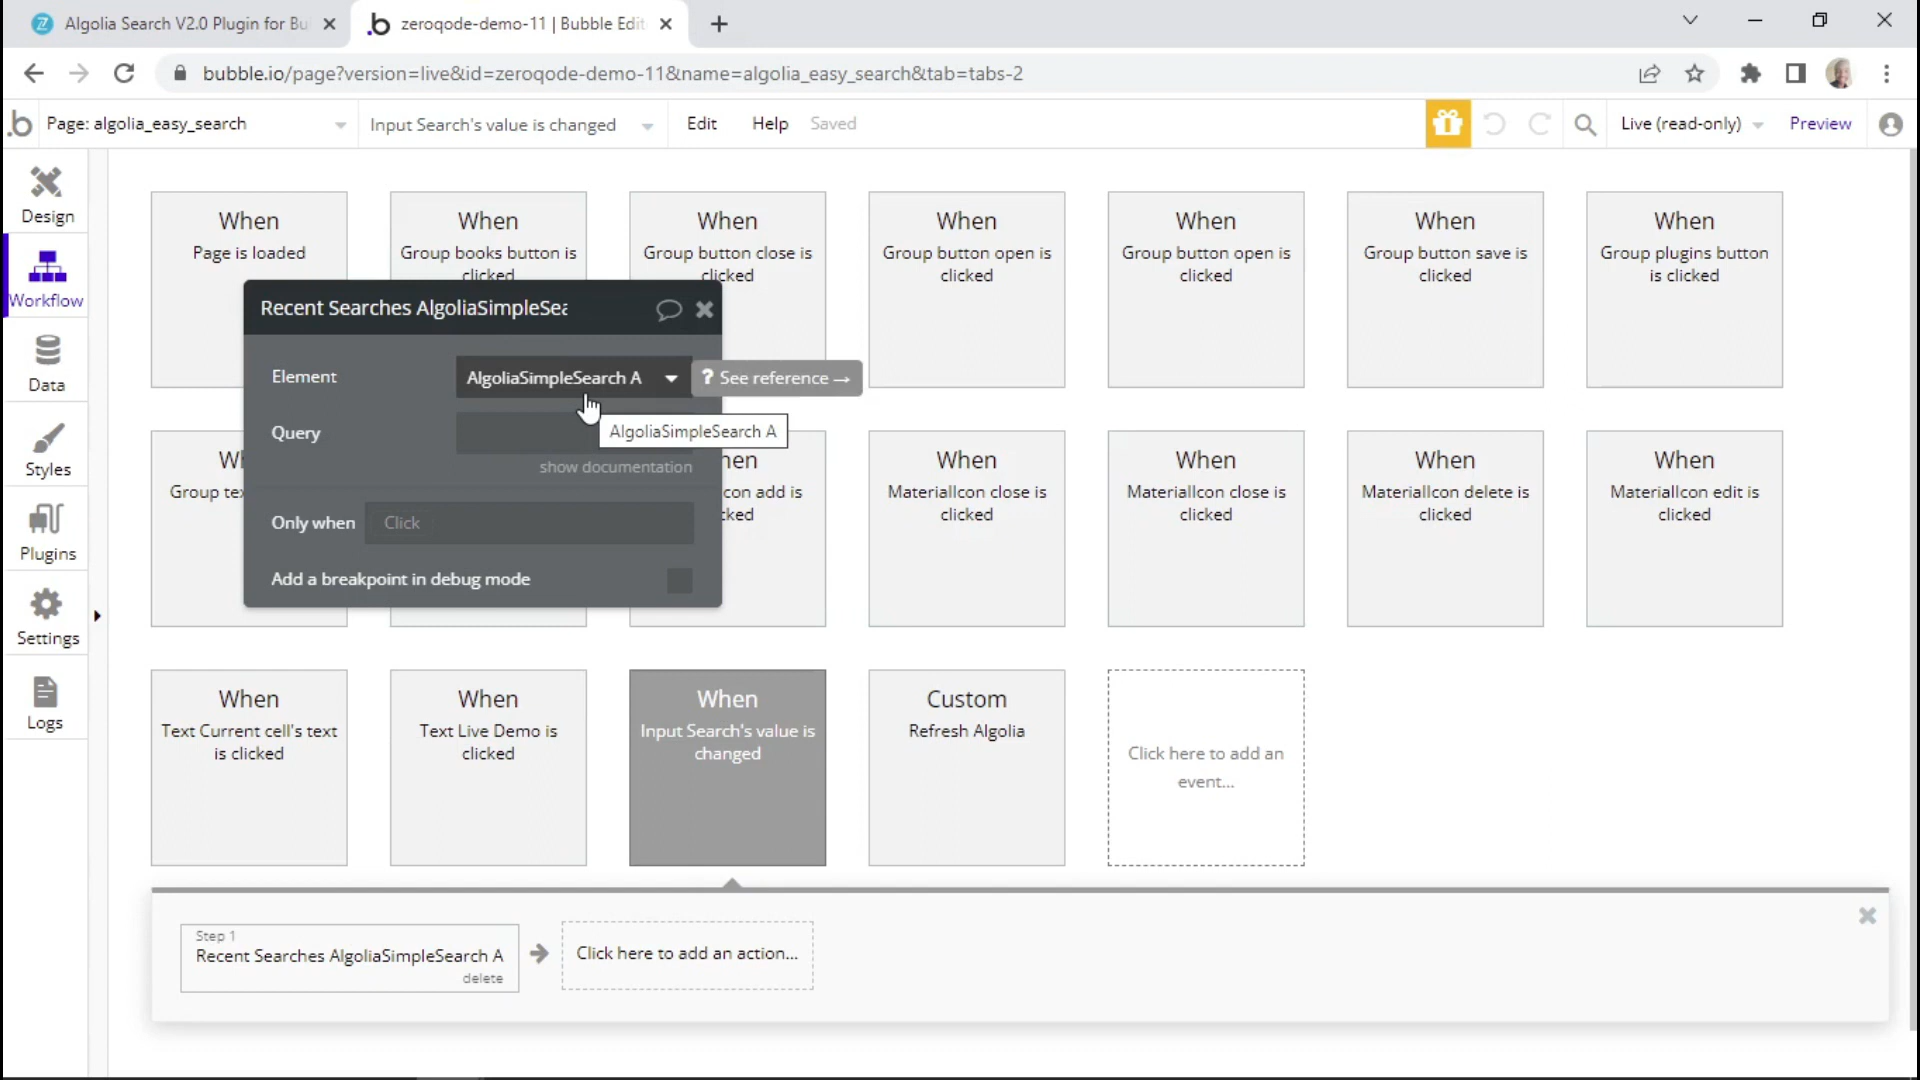 Algolia Search V2.0 Plugin for Bu
zeroqode-demo-11 | Bubble Edit
bubble.io/page?version=live&id=zeroqode-demo-11&name=algolia_easy_search&tab=tabs-2
Page: algolia_easy_search
Input Search's value is changed
Edit
Help
Saved
Live (read-only)
Preview
Design
Workflow
Data
Styles
Plugins
Settings
Logs
When
Page is loaded
When
Group books button is
clicked
When
Group button close is
clicked
When
Group button open is
clicked
When
Group button open is
clicked
When
Group button save is
clicked
When
Group plugins button
is clicked
Recent Searches AlgoliaSimpleSea
Element
AlgoliaSimpleSearch A
? See reference →
Query
AlgoliaSimpleSearch A
show documentation
Only when
Click
Add a breakpoint in debug mode
Wh
Group tex
hen
con add is
cked
When
MaterialIcon close is
clicked
When
MaterialIcon close is
clicked
When
MaterialIcon delete is
clicked
When
MaterialIcon edit is
clicked
When
Text Current cell's text
is clicked
When
Text Live Demo is
clicked
When
Input Search's value is
changed
Custom
Refresh Algolia
Click here to add an
event...
Step 1
Recent Searches AlgoliaSimpleSearch A
delete
Click here to add an action...